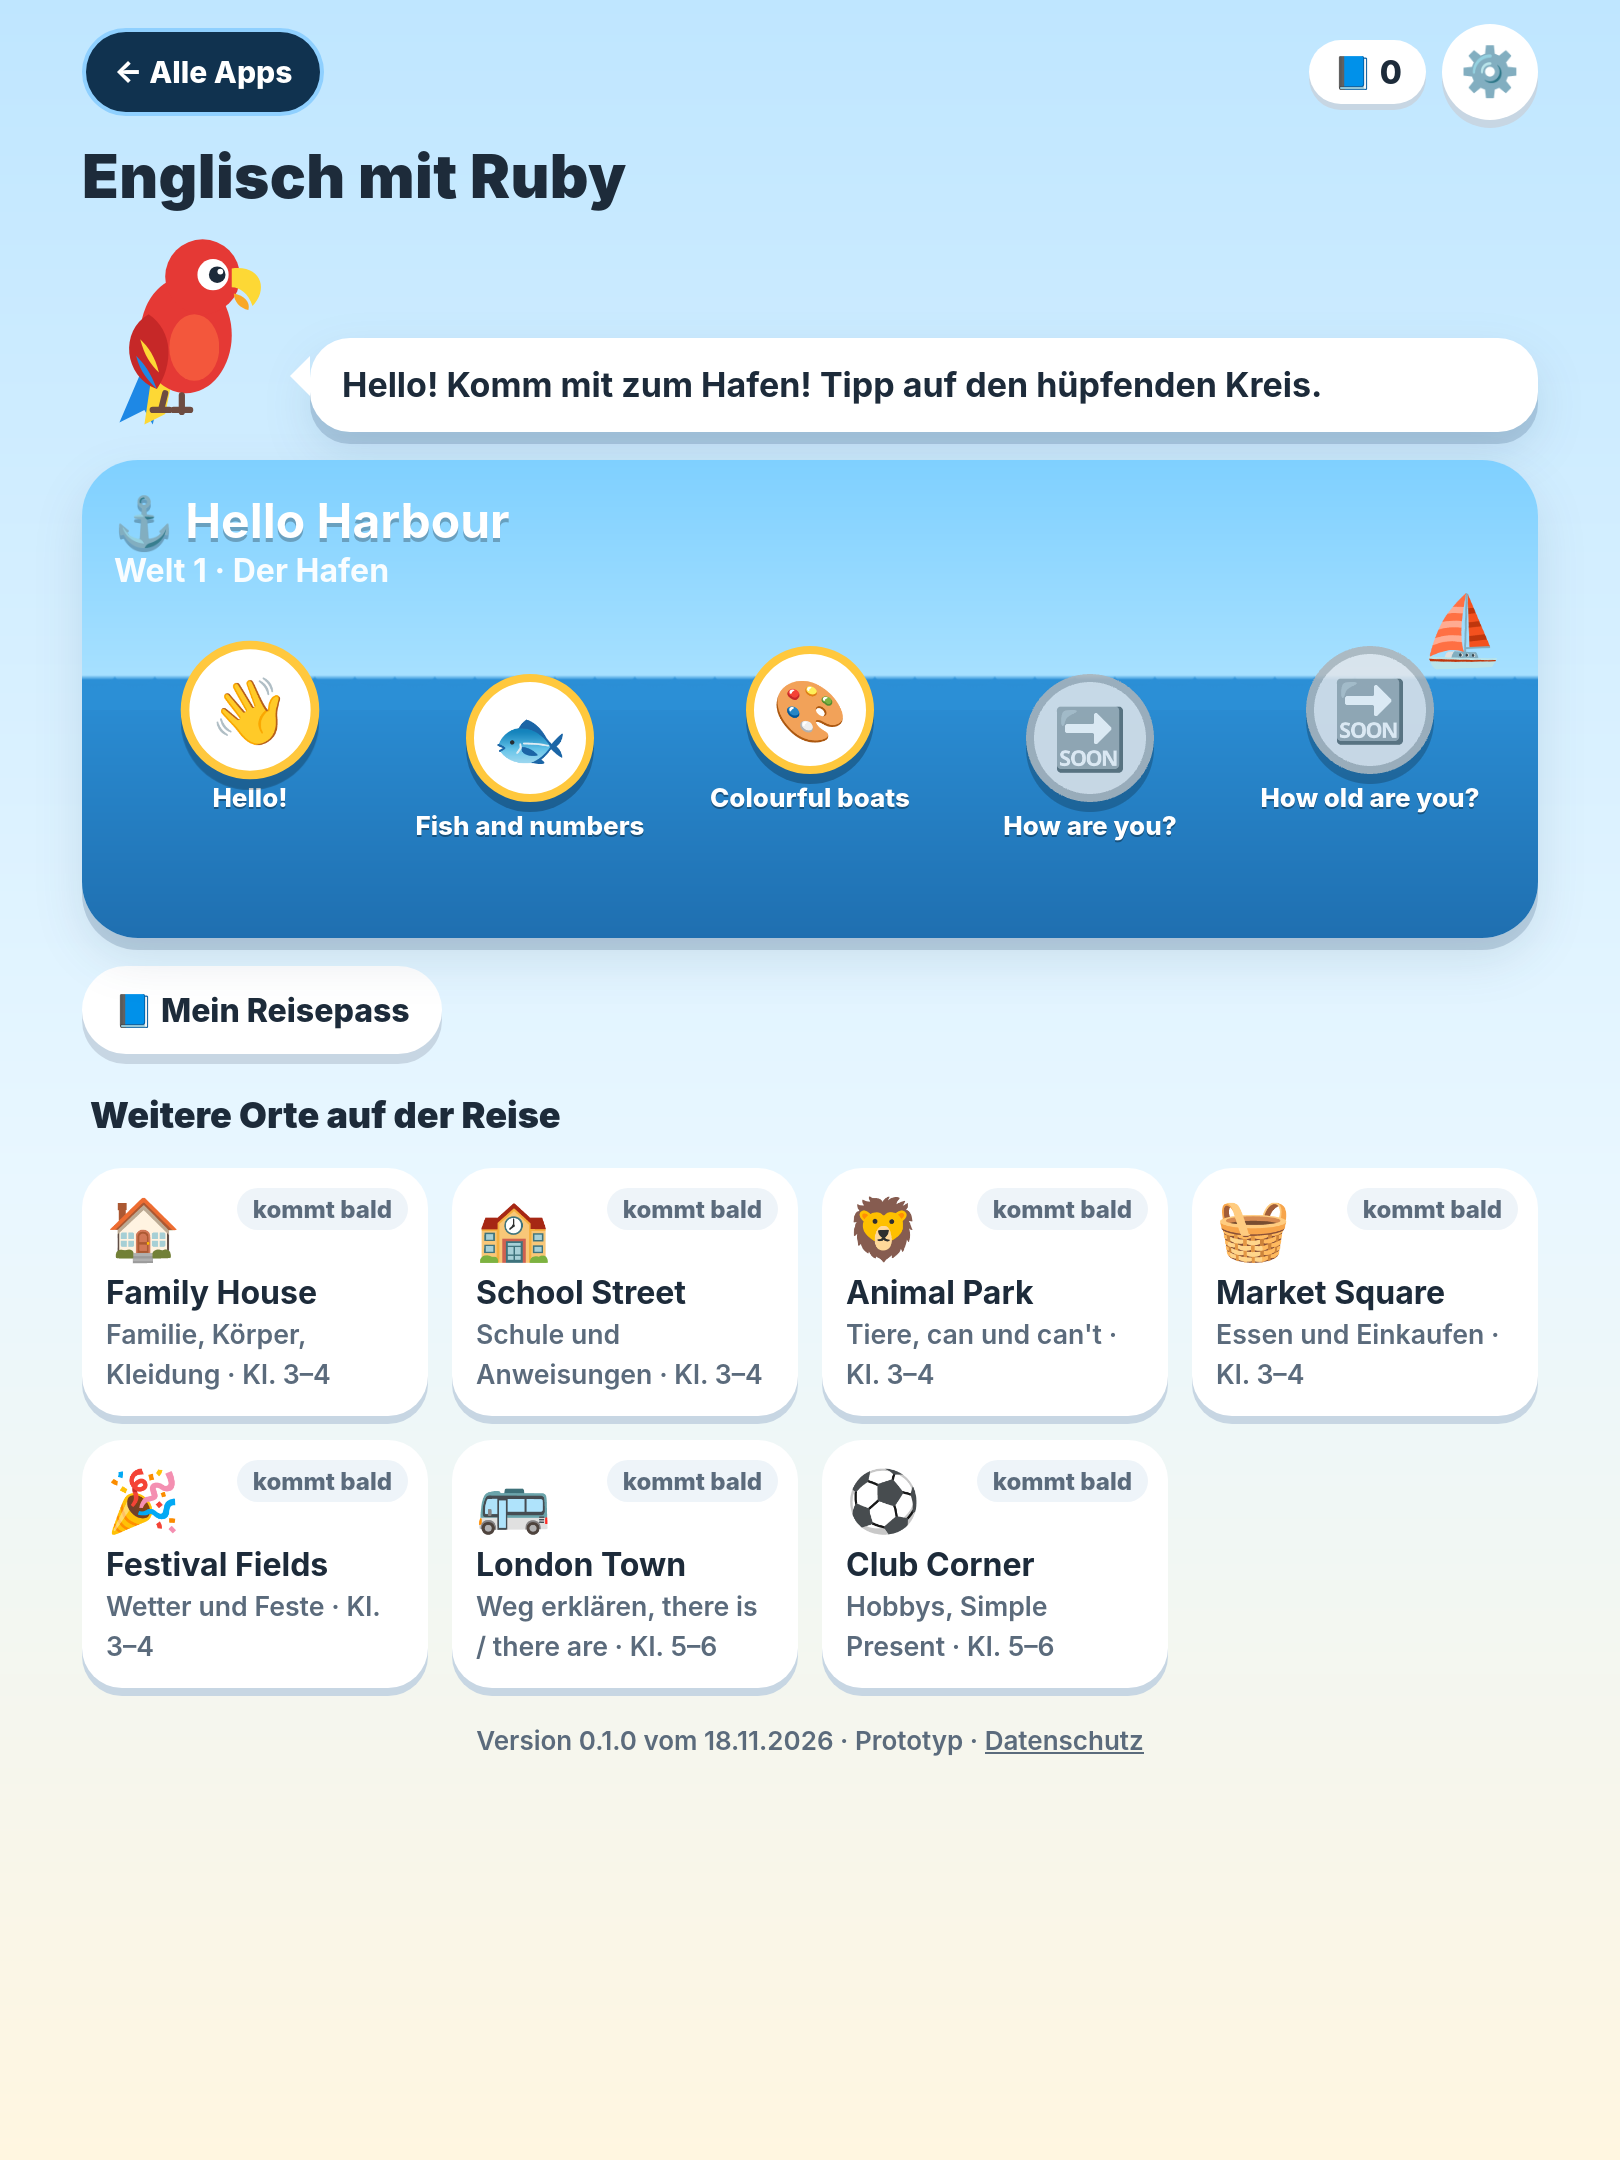 ← Alle Apps
📘 0
Englisch mit Ruby
Hello! Komm mit zum Hafen! Tipp auf den hüpfenden Kreis.
⚓ Hello Harbour
Welt 1 · Der Hafen
Hello!
Fish and numbers
Colourful boats
SOON
How are you?
SOON
How old are you?
📘 Mein Reisepass
Weitere Orte auf der Reise
kommt bald
Family House
Familie, Körper,
Kleidung · Kl. 3–4
kommt bald
School Street
Schule und
Anweisungen · Kl. 3–4
kommt bald
Animal Park
Tiere, can und can't ·
Kl. 3–4
kommt bald
Market Square
Essen und Einkaufen ·
Kl. 3–4
kommt bald
Festival Fields
Wetter und Feste · Kl.
3–4
kommt bald
London Town
Weg erklären, there is
/ there are · Kl. 5–6
kommt bald
Club Corner
Hobbys, Simple
Present · Kl. 5–6
Version 0.1.0 vom 18.11.2026 · Prototyp · Datenschutz